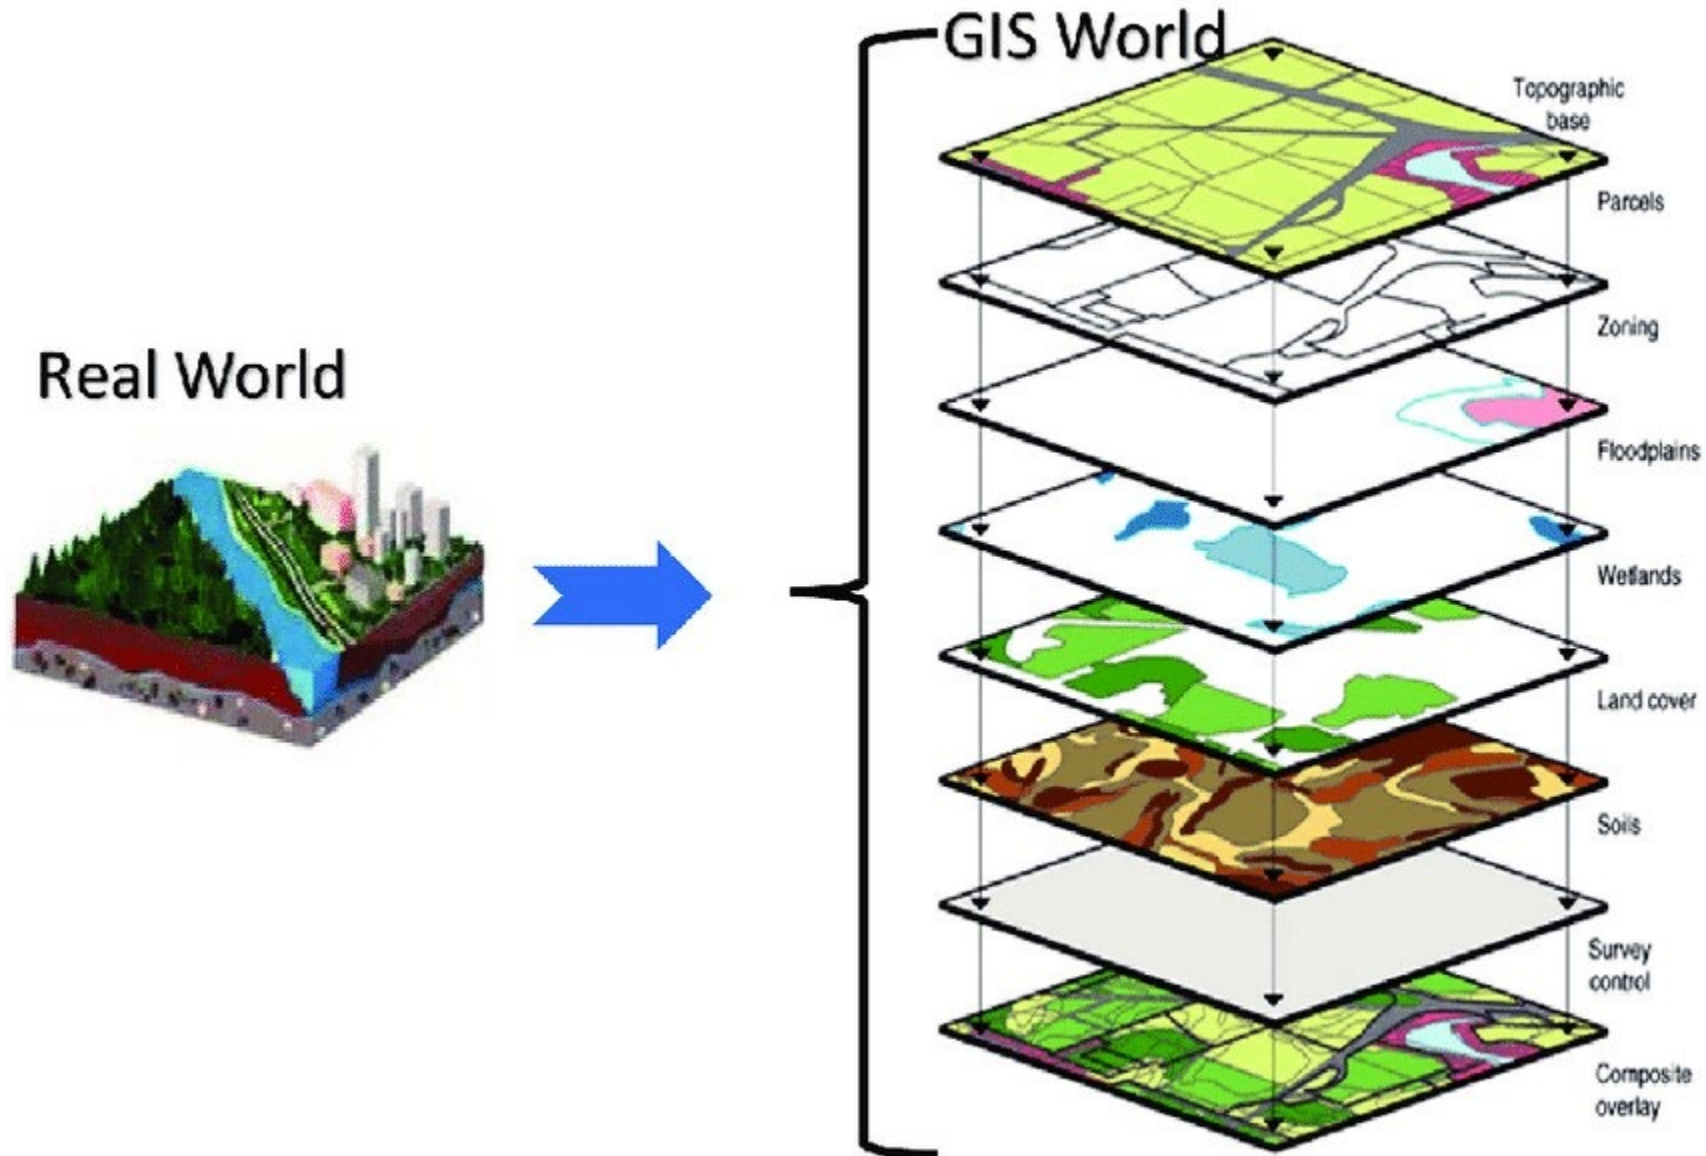 GIS World
Topographic
base
Parcels
Zoning
Real World
Floodplains
Wetlands
Land cover
Soils
Survey
control
Composite
overlay